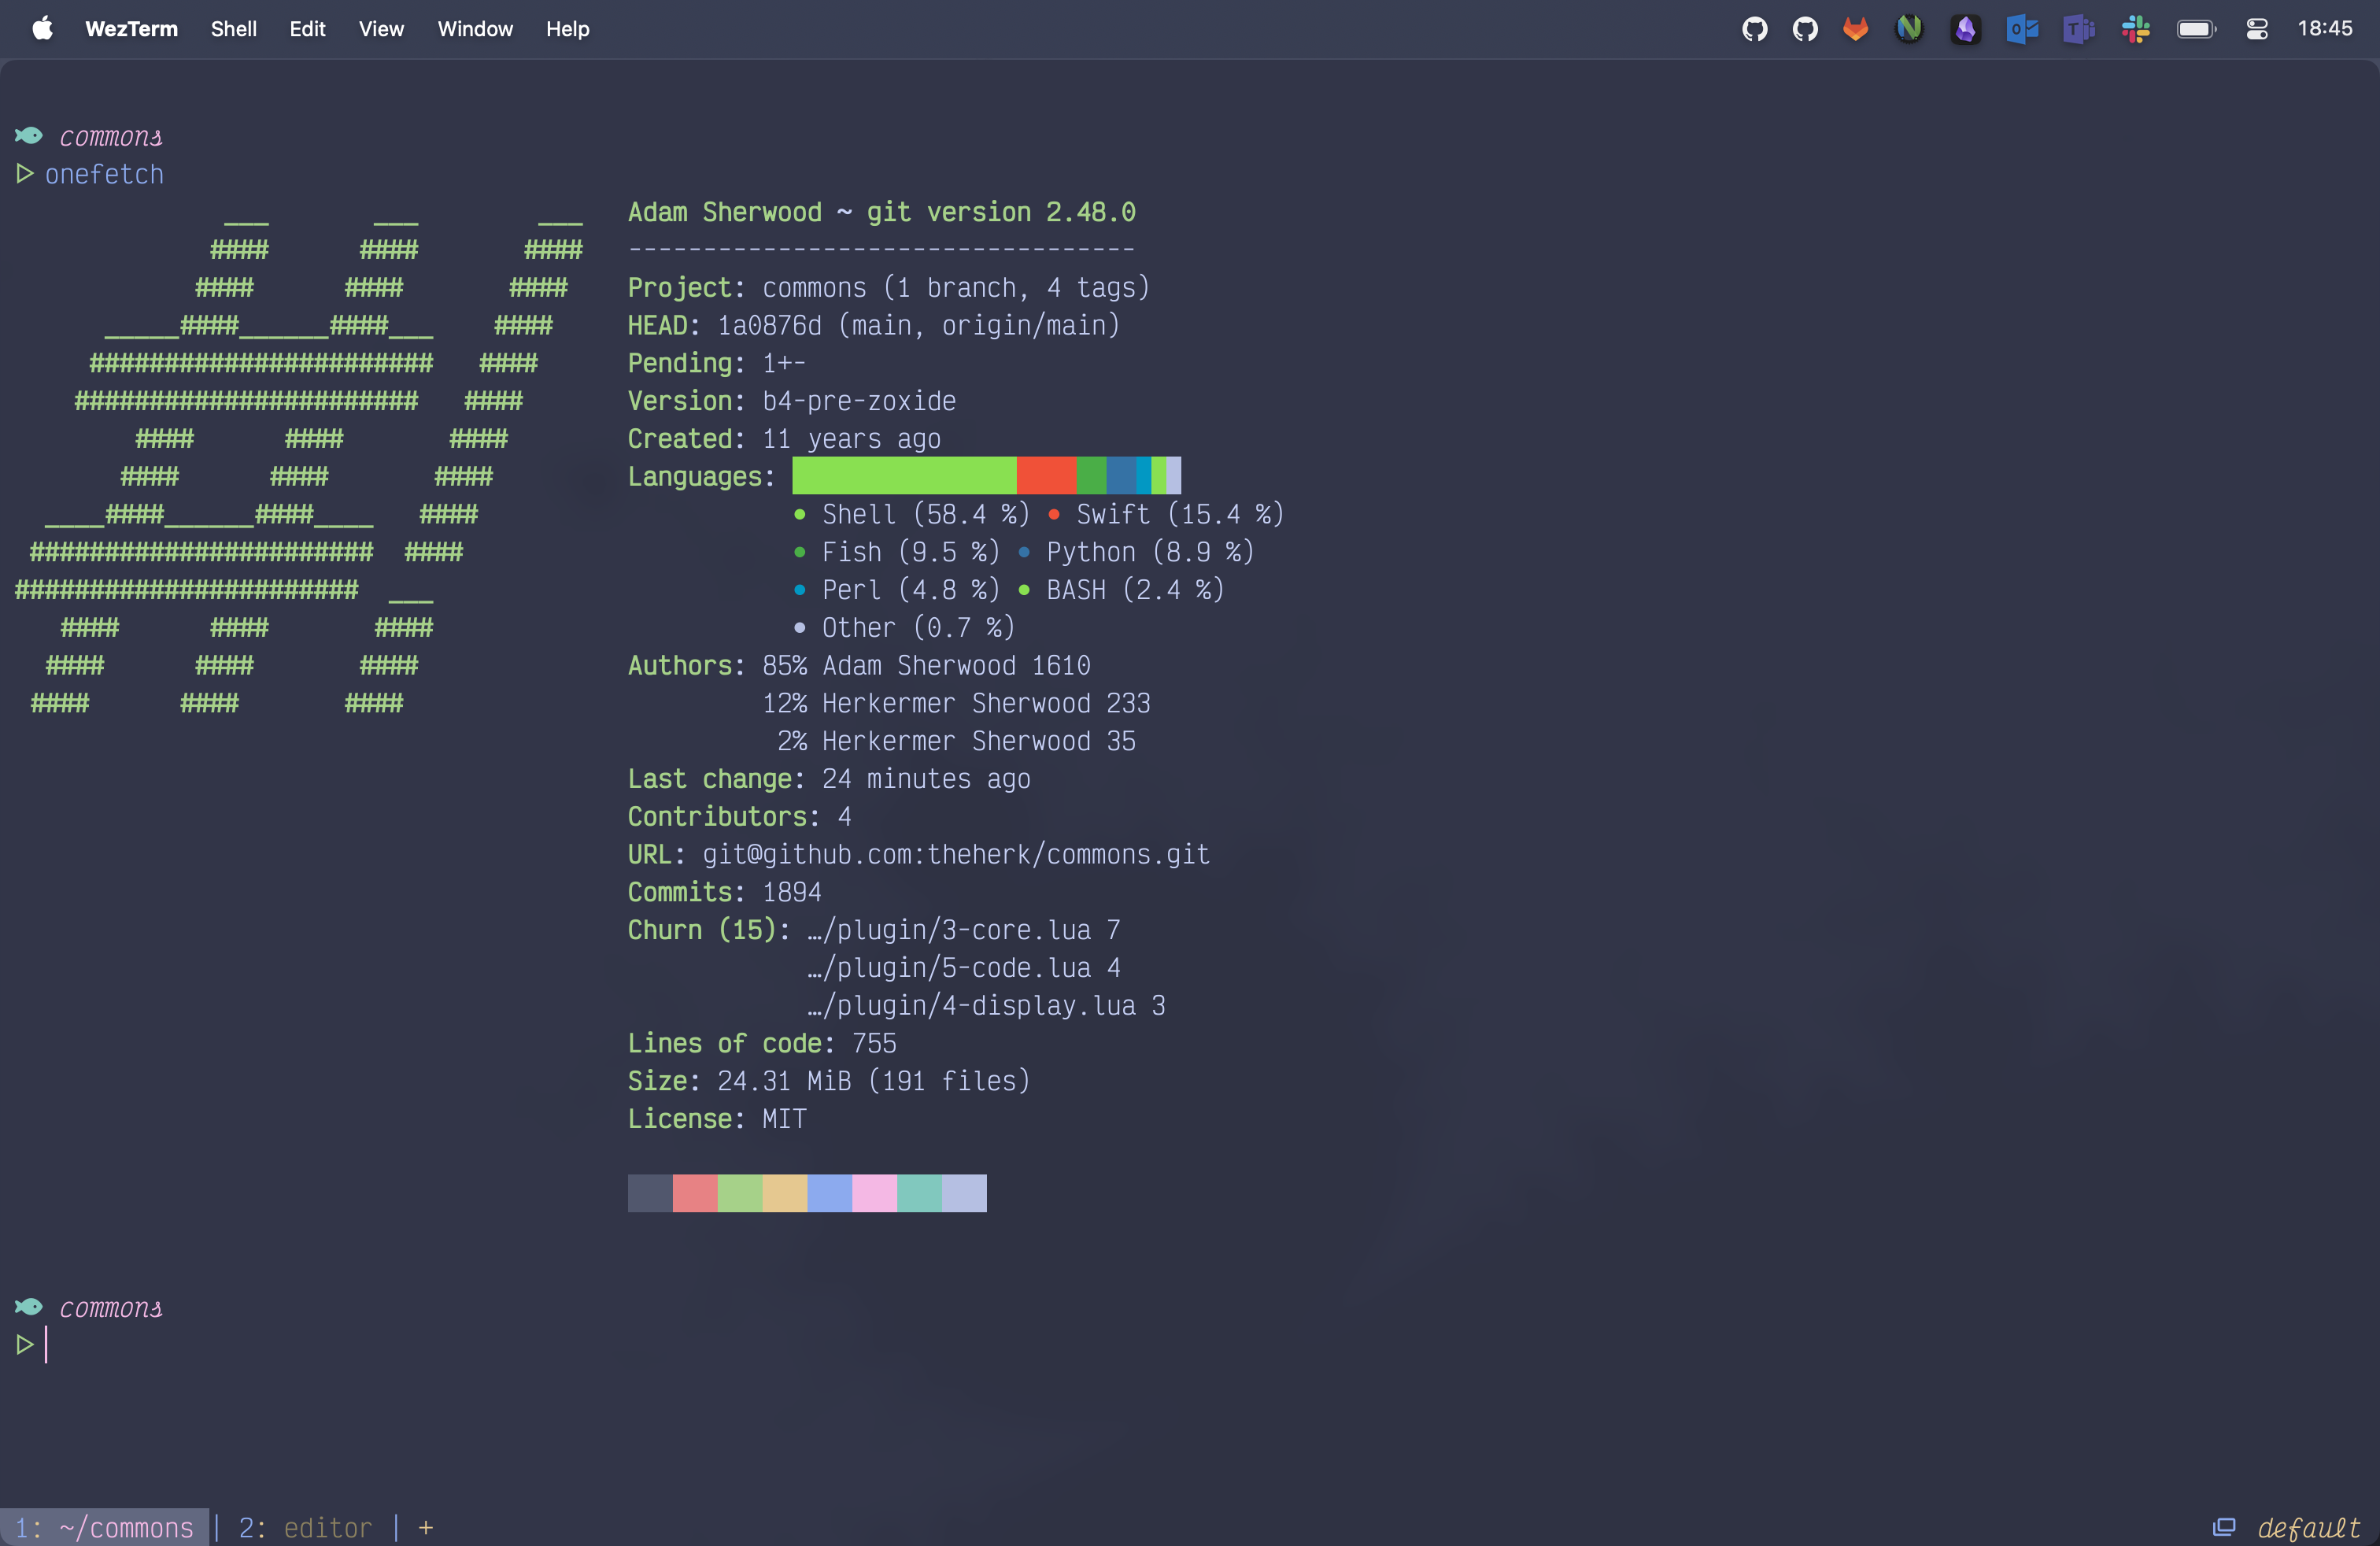 WezTerm Shell Edit View Window Help 18:45
commons
▷ onefetch
Adam Sherwood ~ git version 2.48.0
----------------------------------
Project: commons (1 branch, 4 tags)
HEAD: 1a0876d (main, origin/main)
Pending: 1+-
Version: b4-pre-zoxide
Created: 11 years ago
Languages:
● Shell (58.4 %) ● Swift (15.4 %)
● Fish (9.5 %) ● Python (8.9 %)
● Perl (4.8 %) ● BASH (2.4 %)
● Other (0.7 %)
Authors: 85% Adam Sherwood 1610
12% Herkermer Sherwood 233
2% Herkermer Sherwood 35
Last change: 24 minutes ago
Contributors: 4
URL: git@github.com:theherk/commons.git
Commits: 1894
Churn (15): …/plugin/3-core.lua 7
…/plugin/5-code.lua 4
…/plugin/4-display.lua 3
Lines of code: 755
Size: 24.31 MiB (191 files)
License: MIT
commons
▷
1: ~/commons | 2: editor | + default